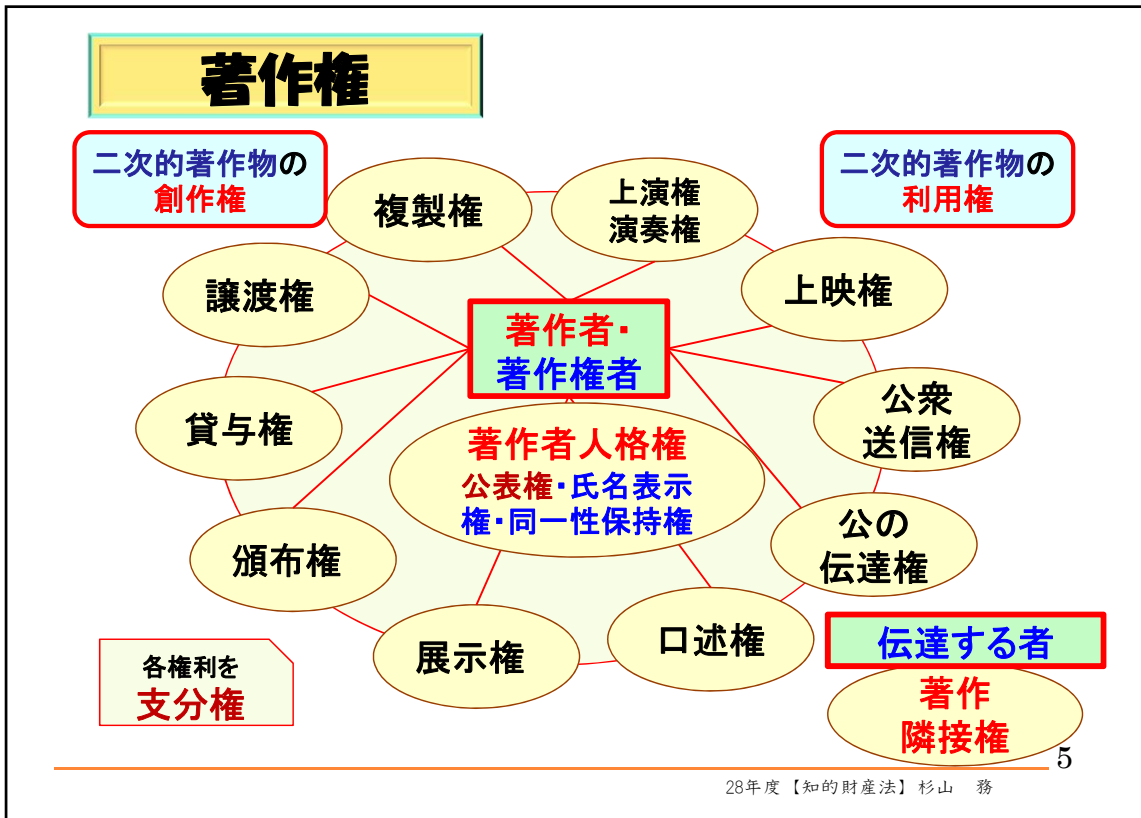 著作権
二次的著作物の
創作権
二次的著作物の
利用権
複製権
上演権
演奏権
譲渡権
上映権
著作者・
著作権者
貸与権
公衆
送信権
著作者人格権
公表権・氏名表示
権・同一性保持権
頒布権
公の
伝達権
展示権
口述権
各権利を
支分権
伝達する者
著作
隣接権
5
28年度【知的財産法】杉山　務